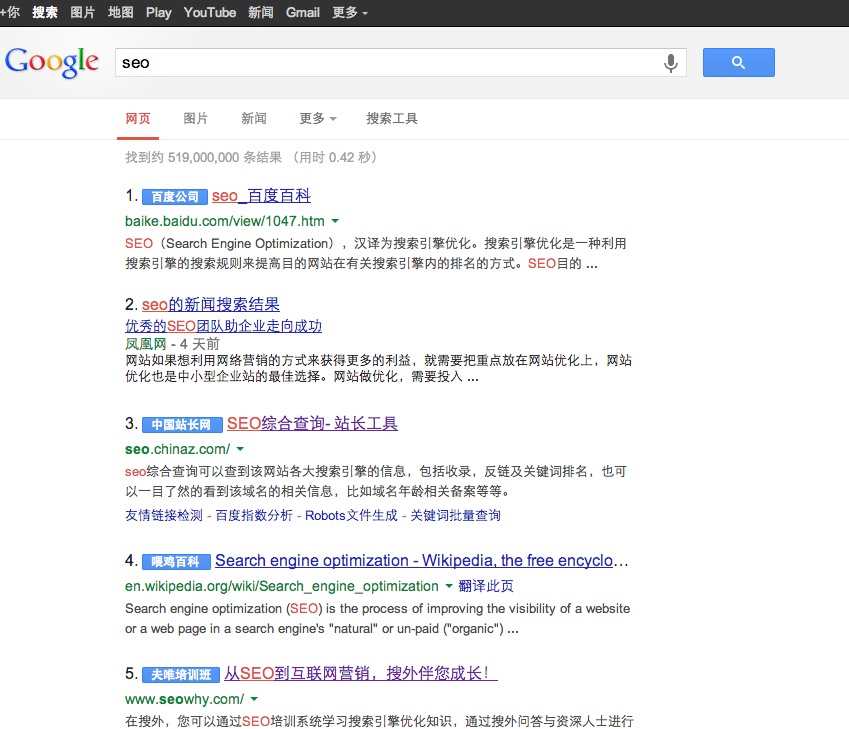 +你 搜索 图片 地图 Play YouTube 新闻 Gmail 更多
Google seo
网页 图片 新闻 更多 搜索工具
找到约 519,000,000 条结果 （用时 0.42 秒）
1. 百度公司 seo_百度百科
baike.baidu.com/view/1047.htm
SEO（Search Engine Optimization），汉译为搜索引擎优化。搜索引擎优化是一种利用
搜索引擎的搜索规则来提高目的网站在有关搜索引擎内的排名的方式。SEO目的 ...
2. seo的新闻搜索结果
优秀的SEO团队助企业走向成功
凤凰网 - 4 天前
网站如果想利用网络营销的方式来获得更多的利益，就需要把重点放在网站优化上，网站
优化也是中小型企业站的最佳选择。网站做优化，需要投入 ...
3. 中国站长网 SEO综合查询- 站长工具
seo.chinaz.com/
seo综合查询可以查到该网站各大搜索引擎的信息，包括收录，反链及关键词排名，也可
以一目了然的看到该域名的相关信息，比如域名年龄相关备案等等。
友情链接检测 - 百度指数分析 - Robots文件生成 - 关键词批量查询
4. 喂鸡百科 Search engine optimization - Wikipedia, the free encyclo...
en.wikipedia.org/wiki/Search_engine_optimization 翻译此页
Search engine optimization (SEO) is the process of improving the visibility of a website
or a web page in a search engine's "natural" or un-paid ("organic") ...
5. 夫唯培训班 从SEO到互联网营销，搜外伴您成长！
www.seowhy.com/
在搜外，您可以通过SEO培训系统学习搜索引擎优化知识，通过搜外问答与资深人士进行